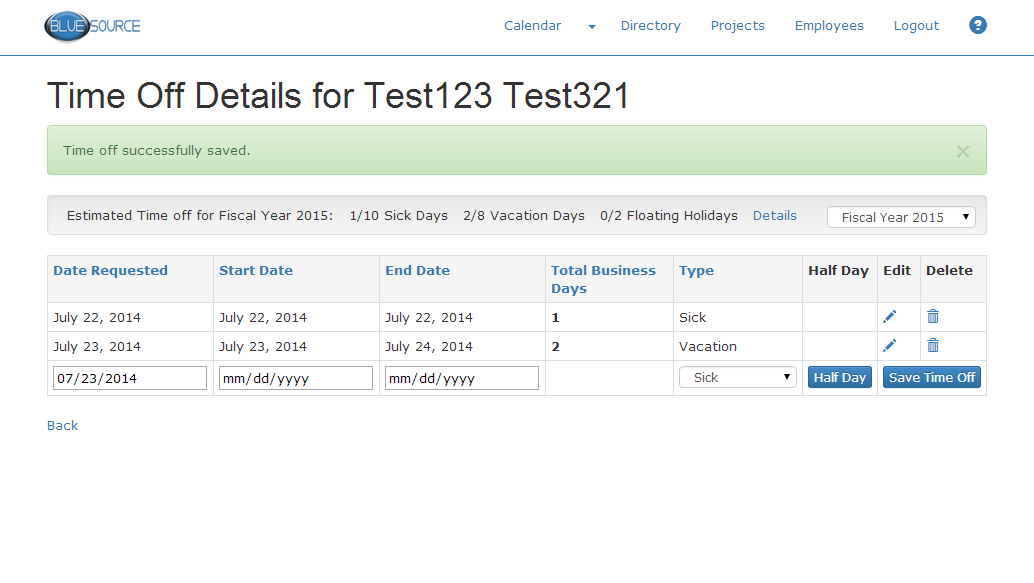 BLUESOURCE Calendar Directory Projects Employees Logout ?
Time Off Details for Test123 Test321
Time off successfully saved. ×
Estimated Time off for Fiscal Year 2015: 1/10 Sick Days 2/8 Vacation Days 0/2 Floating Holidays Details Fiscal Year 2015
Date Requested Start Date End Date Total Business Days Type Half Day Edit Delete
July 22, 2014 July 22, 2014 July 22, 2014 1 Sick
July 23, 2014 July 23, 2014 July 24, 2014 2 Vacation
07/23/2014 mm/dd/yyyy mm/dd/yyyy Sick Half Day Save Time Off
Back